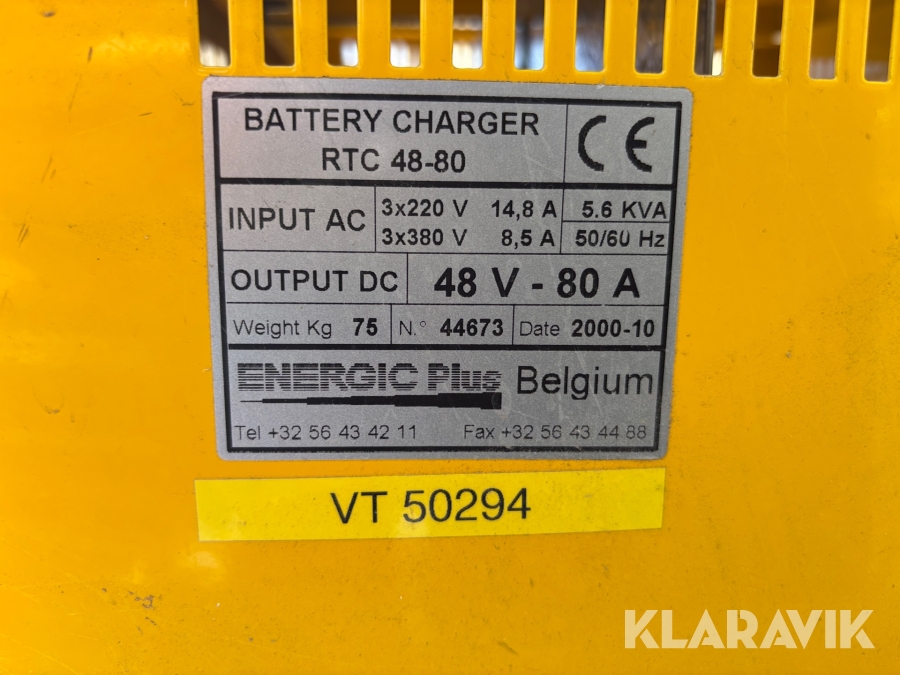 BATTERY CHARGER
RTC 48-80
CE
INPUT AC
3x220 V 14,8 A 5.6 KVA
3x380 V 8,5 A 50/60 Hz
OUTPUT DC 48 V - 80 A
Weight Kg 75 N.° 44673 Date 2000-10
ENERGIC Plus Belgium
Tel +32 56 43 42 11 Fax +32 56 43 44 88
VT 50294
KLARAVIK